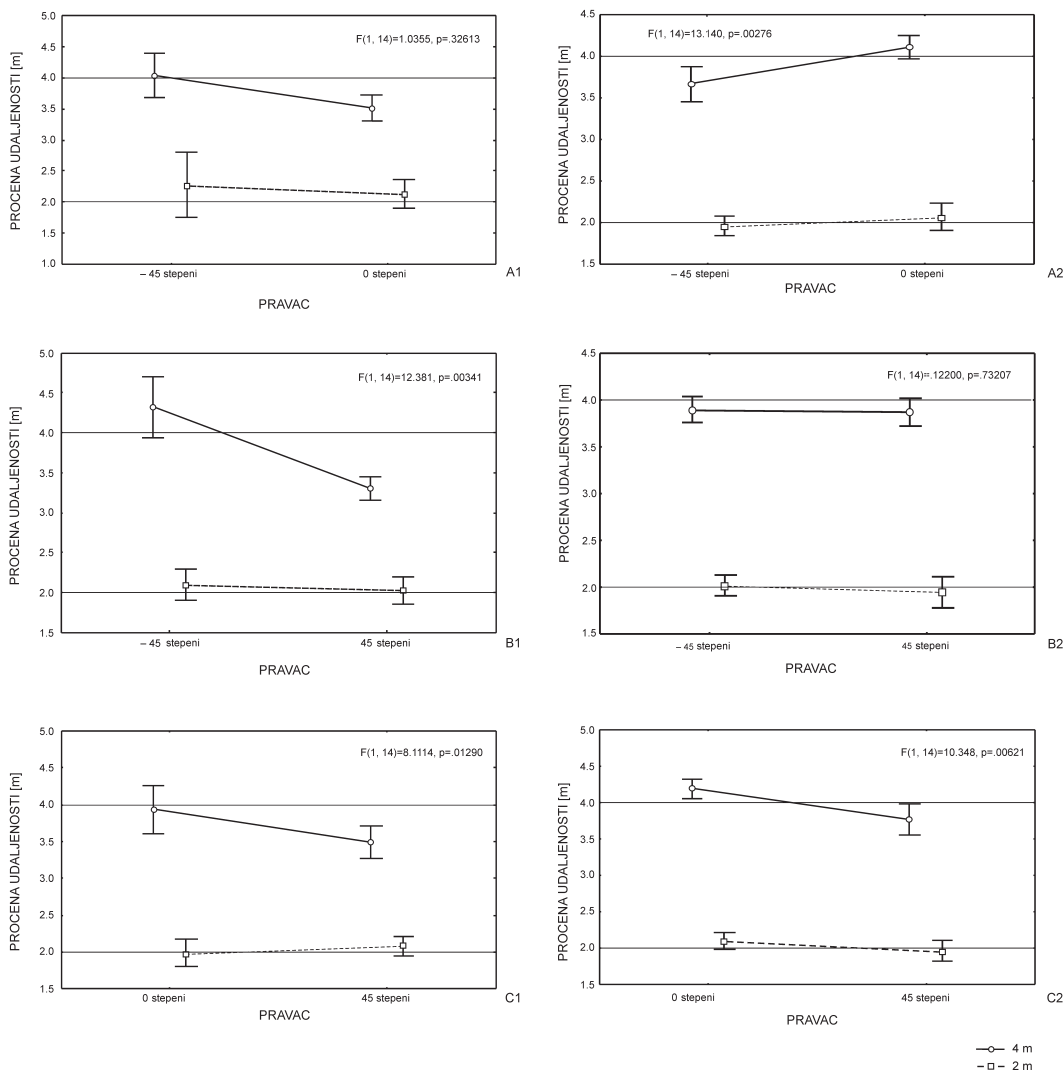 F(1, 14)=1.0355, p=.32613
PROCENA UDALJENOSTI [m]
5.0
4.5
4.0
3.5
3.0
2.5
2.0
1.5
1.0
– 45 stepeni
0 stepeni
A1
PRAVAC
F(1, 14)=13.140, p=.00276
PROCENA UDALJENOSTI [m]
4.5
4.0
3.5
3.0
2.5
2.0
1.5
– 45 stepeni
0 stepeni
A2
PRAVAC
F(1, 14)=12.381, p=.00341
PROCENA UDALJENOSTI [m]
5.0
4.5
4.0
3.5
3.0
2.5
2.0
1.5
– 45 stepeni
45 stepeni
B1
PRAVAC
F(1, 14)=.12200, p=.73207
PROCENA UDALJENOSTI [m]
4.5
4.0
3.5
3.0
2.5
2.0
1.5
– 45 stepeni
45 stepeni
B2
PRAVAC
F(1, 14)=8.1114, p=.01290
PROCENA UDALJENOSTI [m]
5.0
4.5
4.0
3.5
3.0
2.5
2.0
1.5
0 stepeni
45 stepeni
C1
PRAVAC
F(1, 14)=10.348, p=.00621
PROCENA UDALJENOSTI [m]
5.0
4.5
4.0
3.5
3.0
2.5
2.0
1.5
0 stepeni
45 stepeni
C2
PRAVAC
4 m
2 m